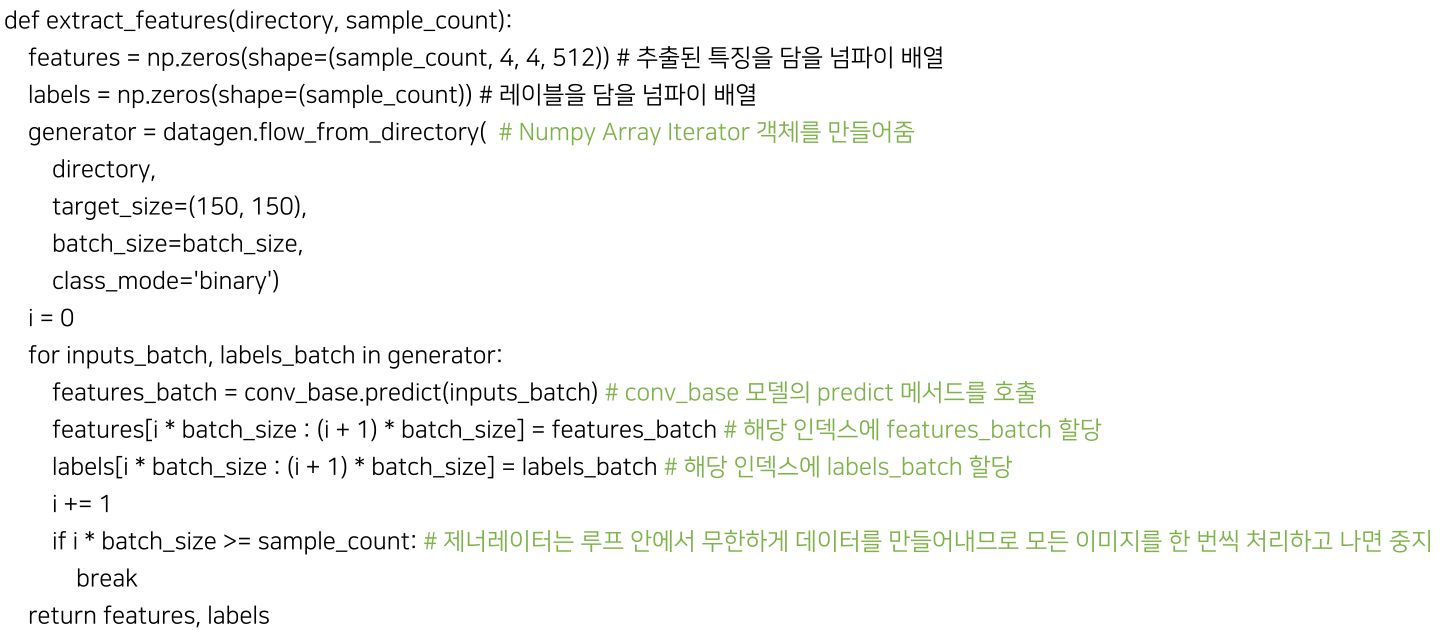 def extract_features(directory, sample_count):
    features = np.zeros(shape=(sample_count, 4, 4, 512)) # 추출된 특징을 담을 넘파이 배열
    labels = np.zeros(shape=(sample_count)) # 레이블을 담을 넘파이 배열
    generator = datagen.flow_from_directory(  # Numpy Array Iterator 객체를 만들어줌
        directory,
        target_size=(150, 150),
        batch_size=batch_size,
        class_mode='binary')
    i = 0
    for inputs_batch, labels_batch in generator:
        features_batch = conv_base.predict(inputs_batch) # conv_base 모델의 predict 메서드를 호출
        features[i * batch_size : (i + 1) * batch_size] = features_batch # 해당 인덱스에 features_batch 할당
        labels[i * batch_size : (i + 1) * batch_size] = labels_batch # 해당 인덱스에 labels_batch 할당
        i += 1
        if i * batch_size >= sample_count: # 제너레이터는 루프 안에서 무한하게 데이터를 만들어내므로 모든 이미지를 한 번씩 처리하고 나면 중지
            break
    return features, labels